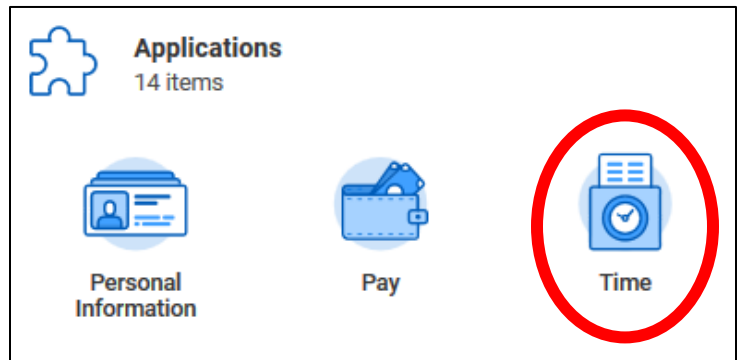 Applications
14 items
Personal
Information
Pay
Time